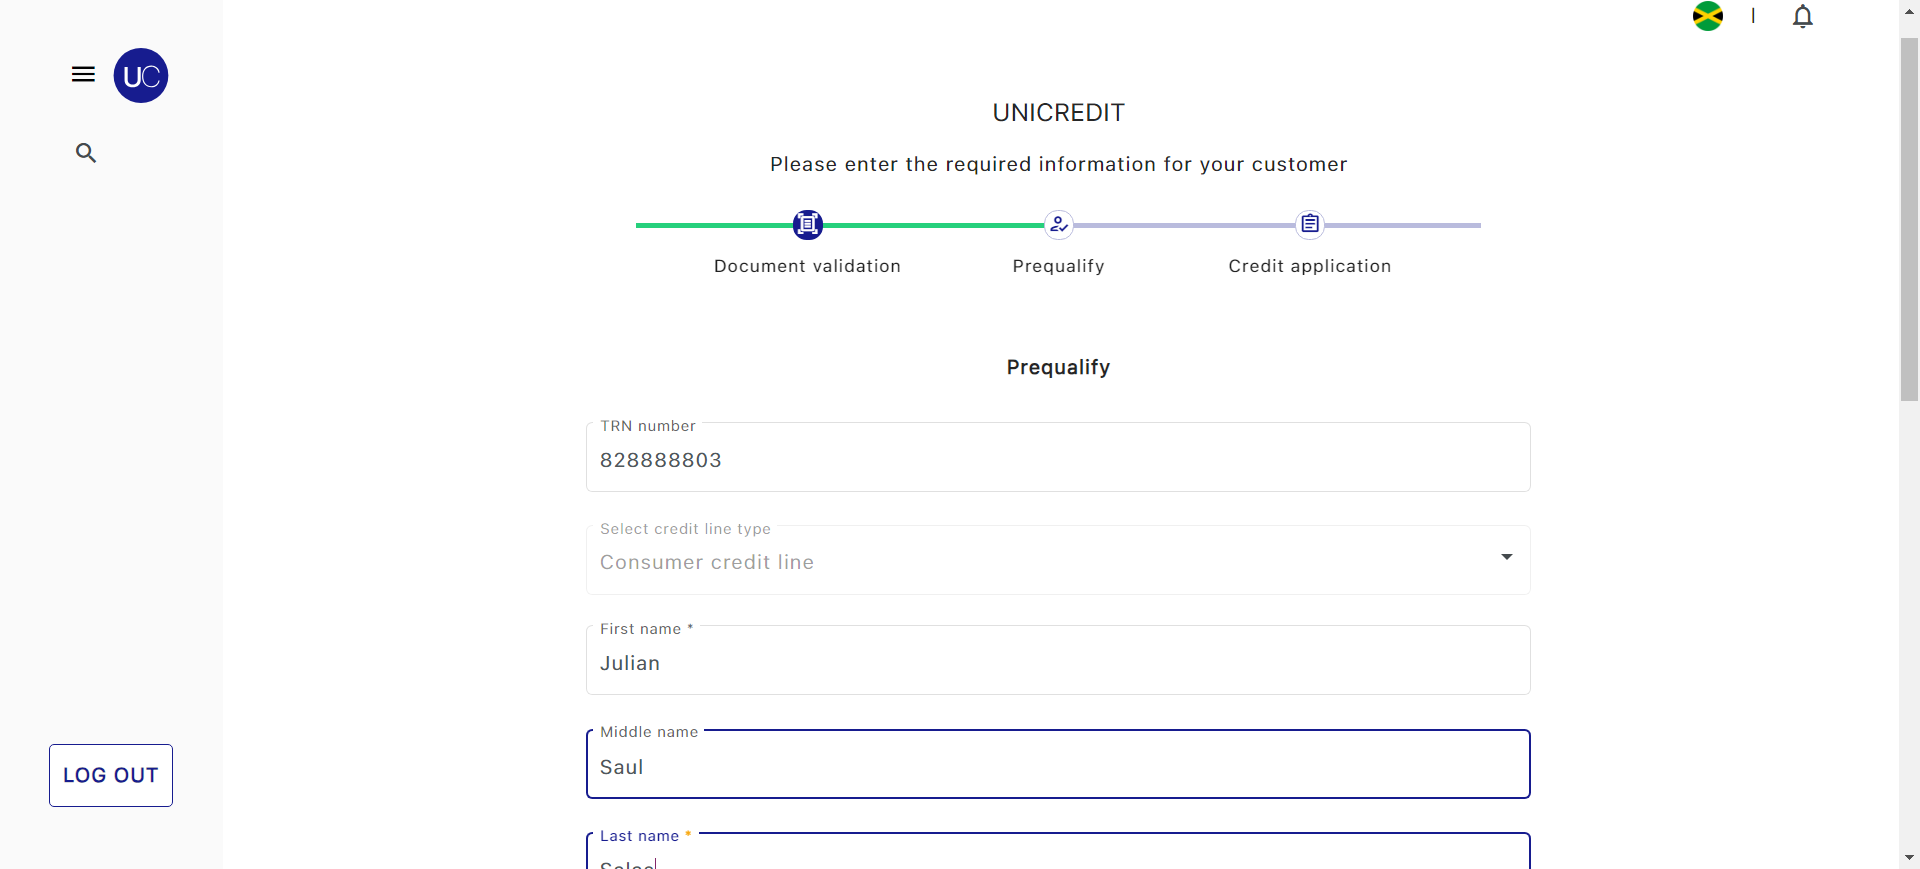 UC
UNICREDIT
Please enter the required information for your customer
Document validation
Prequalify
Credit application
Prequalify
TRN number
828888803
Select credit line type
Consumer credit line
First name *
Julian
Middle name
Saul
Last name *
LOG OUT